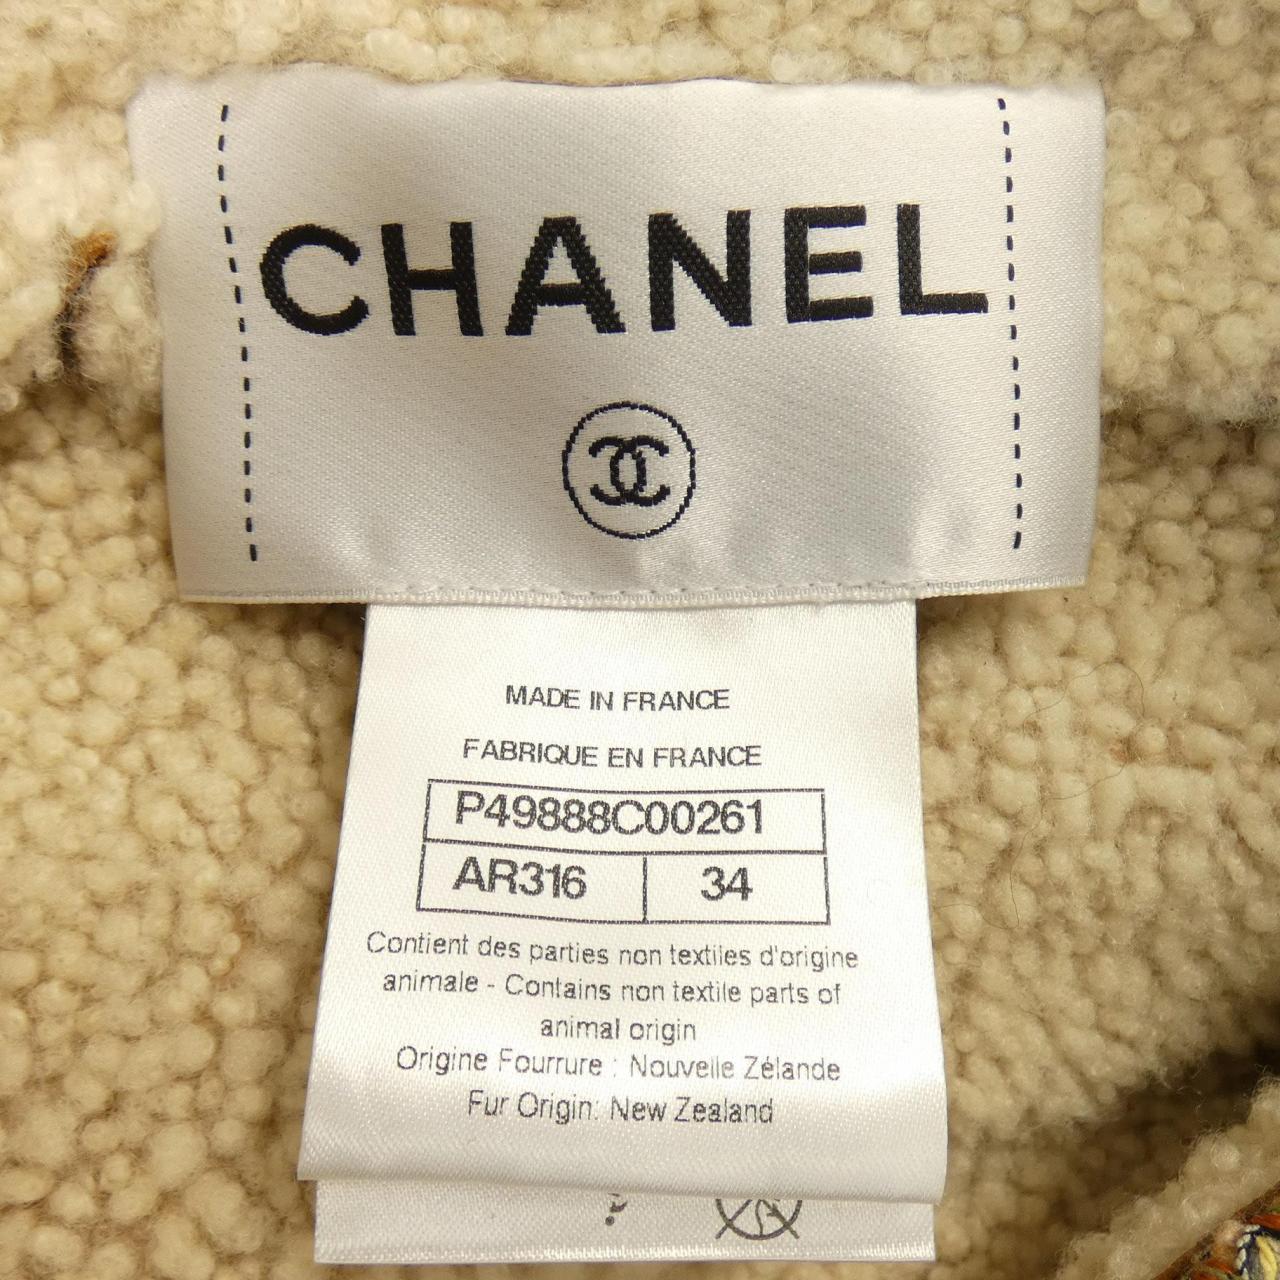 CHANEL
MADE IN FRANCE
FABRIQUE EN FRANCE
P49888C00261
AR316 34
Contient des parties non textiles d'origine
animale - Contains non textile parts of
animal origin
Origine Fourrure : Nouvelle Zélande
Fur Origin: New Zealand